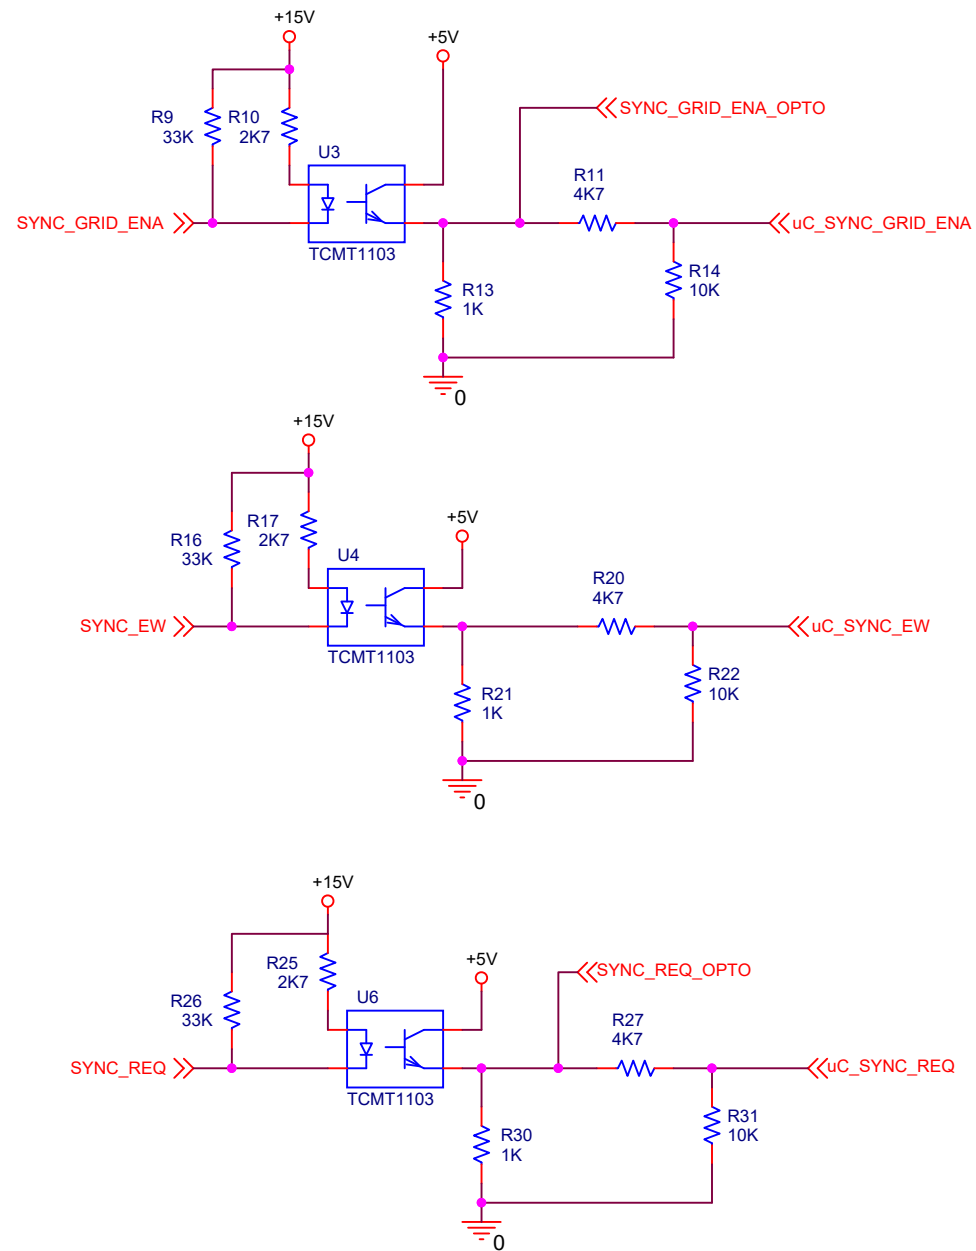 +15V
+5V
SYNC_GRID_ENA_OPTO
R9
33K
R10
2K7
U3
R11
4K7
SYNC_GRID_ENA
uC_SYNC_GRID_ENA
TCMT1103
R14
10K
R13
1K
0
+15V
+5V
R17
2K7
R16
33K
U4
R20
4K7
SYNC_EW
uC_SYNC_EW
TCMT1103
R22
10K
R21
1K
0
+15V
+5V
R25
2K7
SYNC_REQ_OPTO
U6
R26
33K
R27
4K7
SYNC_REQ
uC_SYNC_REQ
TCMT1103
R31
10K
R30
1K
0